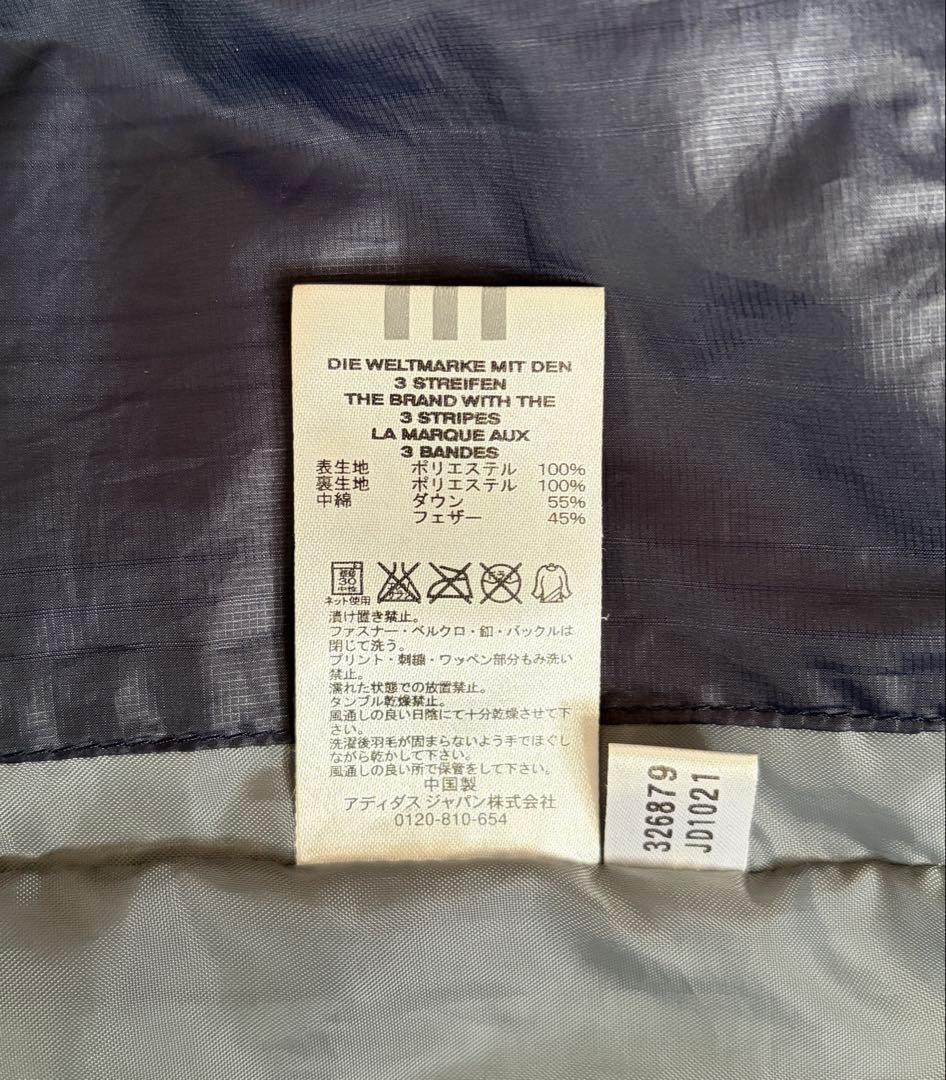 DIE WELTMARKE MIT DEN
3 STREIFEN
THE BRAND WITH THE
3 STRIPES
LA MARQUE AUX
3 BANDES
表生地 ポリエステル 100%
裏生地 ポリエステル 100%
中綿 ダウン 55%
フェザー 45%
30
中性
ネット使用
漬け置き禁止。
ファスナー・ベルクロ・釦・バックルは
閉じて洗う。
プリント・刺繍・ワッペン部分もみ洗い
禁止。
濡れた状態での放置禁止。
タンブル乾燥禁止。
風通しの良い日陰にて十分乾燥させて下
さい。
洗濯後羽毛が固まらないよう手でほぐし
ながら乾かして下さい。
風通しの良い所で保管をして下さい。
中国製
アディダス ジャパン株式会社
0120-810-654
326879
JD1021